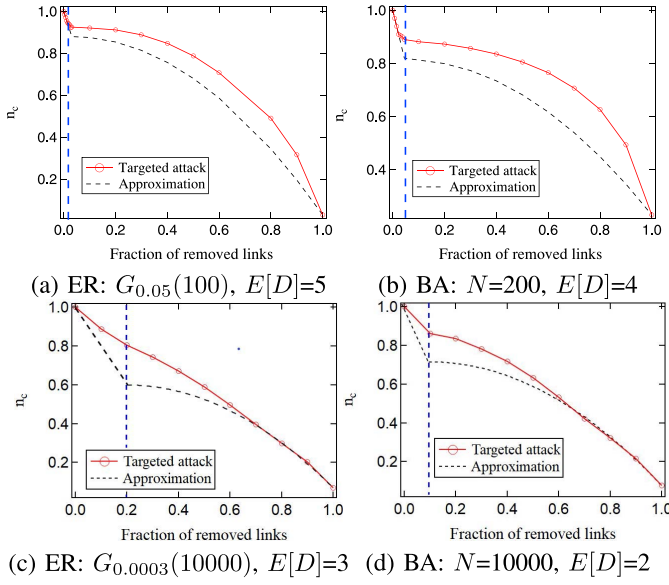 1.0
0.8
0.6
0.4
0.2
n_c
Targeted attack
Approximation
0.0 0.2 0.4 0.6 0.8 1.0
Fraction of removed links
(a) ER: G_{0.05}(100), E[D]=5
1.0
0.8
0.6
0.4
n_c
Targeted attack
Approximation
0.0 0.2 0.4 0.6 0.8 1.0
Fraction of removed links
(b) BA: N=200, E[D]=4
1.0
0.8
0.6
0.4
0.2
n_c
Targeted attack
Approximation
0.0 0.2 0.4 0.6 0.8 1.0
Fraction of removed links
(c) ER: G_{0.0003}(10000), E[D]=3
1.0
0.8
0.6
0.4
0.2
n_c
Targeted attack
Approximation
0.0 0.2 0.4 0.6 0.8 1.0
Fraction of removed links
(d) BA: N=10000, E[D]=2